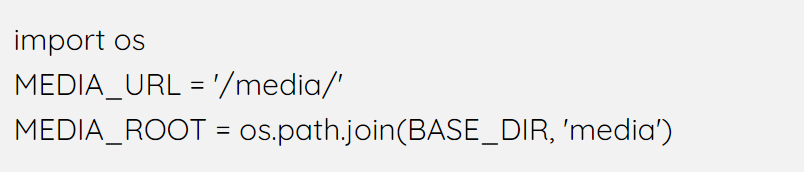 import os
MEDIA_URL = '/media/'
MEDIA_ROOT = os.path.join(BASE_DIR, 'media')